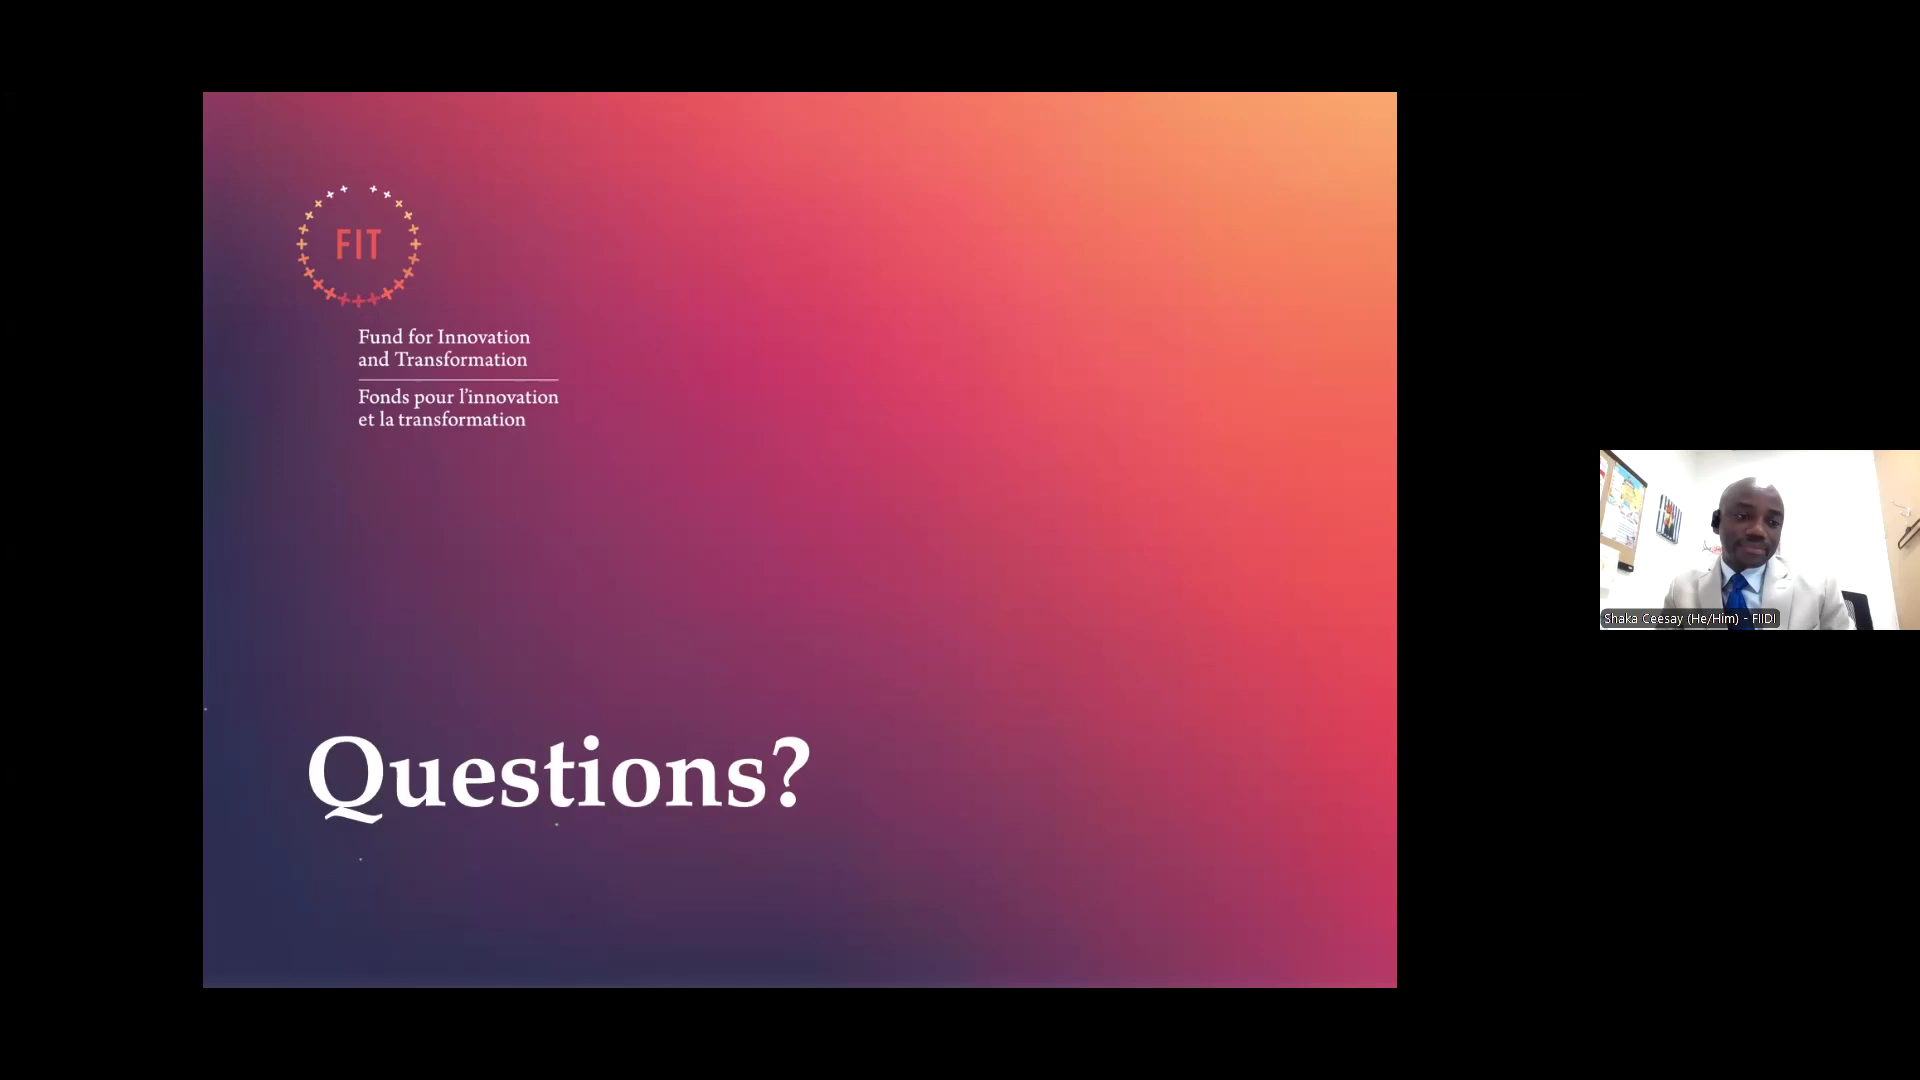 FIT
Fund for Innovation
and Transformation
Fonds pour l'innovation
et la transformation
Questions?
Shaka Ceesay (He/Him) - FIIDI